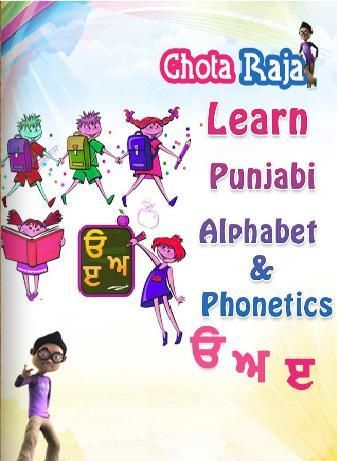 Chota Raja
Learn
Punjabi
Alphabet
&
Phonetics
ਓ ਅ ੲ
ਓ ਅ
ੲ